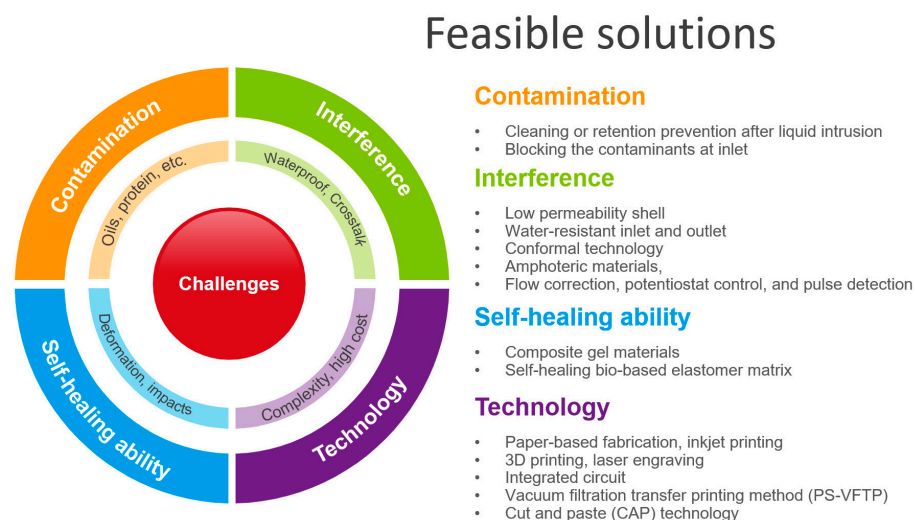 Feasible solutions
Contamination
Interference
Oils, protein, etc.
Waterproof, Crosstalk
Challenges
Deformation, impacts
Complexity, high cost
Self-healing ability
Technology
Contamination
• Cleaning or retention prevention after liquid intrusion
• Blocking the contaminants at inlet
Interference
• Low permeability shell
• Water-resistant inlet and outlet
• Conformal technology
• Amphoteric materials,
• Flow correction, potentiostat control, and pulse detection
Self-healing ability
• Composite gel materials
• Self-healing bio-based elastomer matrix
Technology
• Paper-based fabrication, inkjet printing
• 3D printing, laser engraving
• Integrated circuit
• Vacuum filtration transfer printing method (PS-VFTP)
• Cut and paste (CAP) technology